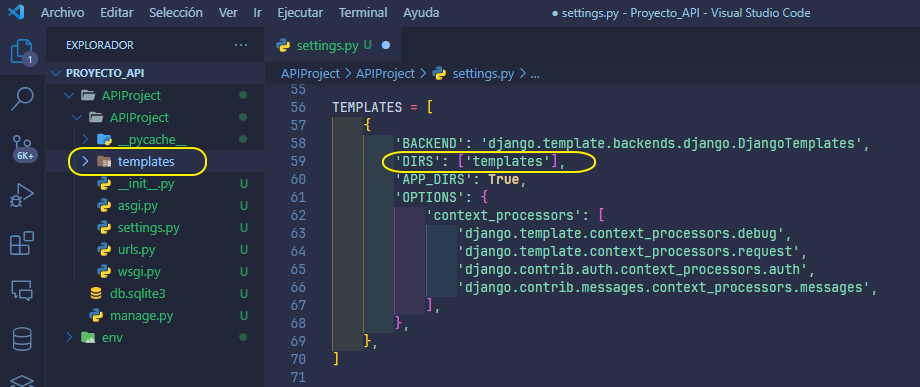 Archivo Editar Selección Ver Ir Ejecutar Terminal Ayuda
● settings.py - Proyecto_API - Visual Studio Code
EXPLORADOR ···
settings.py U ●
PROYECTO_API
APIProject
APIProject
__pycache__
templates
__init__.py U
asgi.py U
settings.py U
urls.py U
wsgi.py U
db.sqlite3 U
manage.py U
env
1
6K+
APIProject > APIProject > settings.py > ...
55
56 TEMPLATES = [
57 {
58 'BACKEND': 'django.template.backends.django.DjangoTemplates',
59 'DIRS': ['templates'],
60 'APP_DIRS': True,
61 'OPTIONS': {
62 'context_processors': [
63 'django.template.context_processors.debug',
64 'django.template.context_processors.request',
65 'django.contrib.auth.context_processors.auth',
66 'django.contrib.messages.context_processors.messages',
67 ],
68 },
69 },
70 ]
71